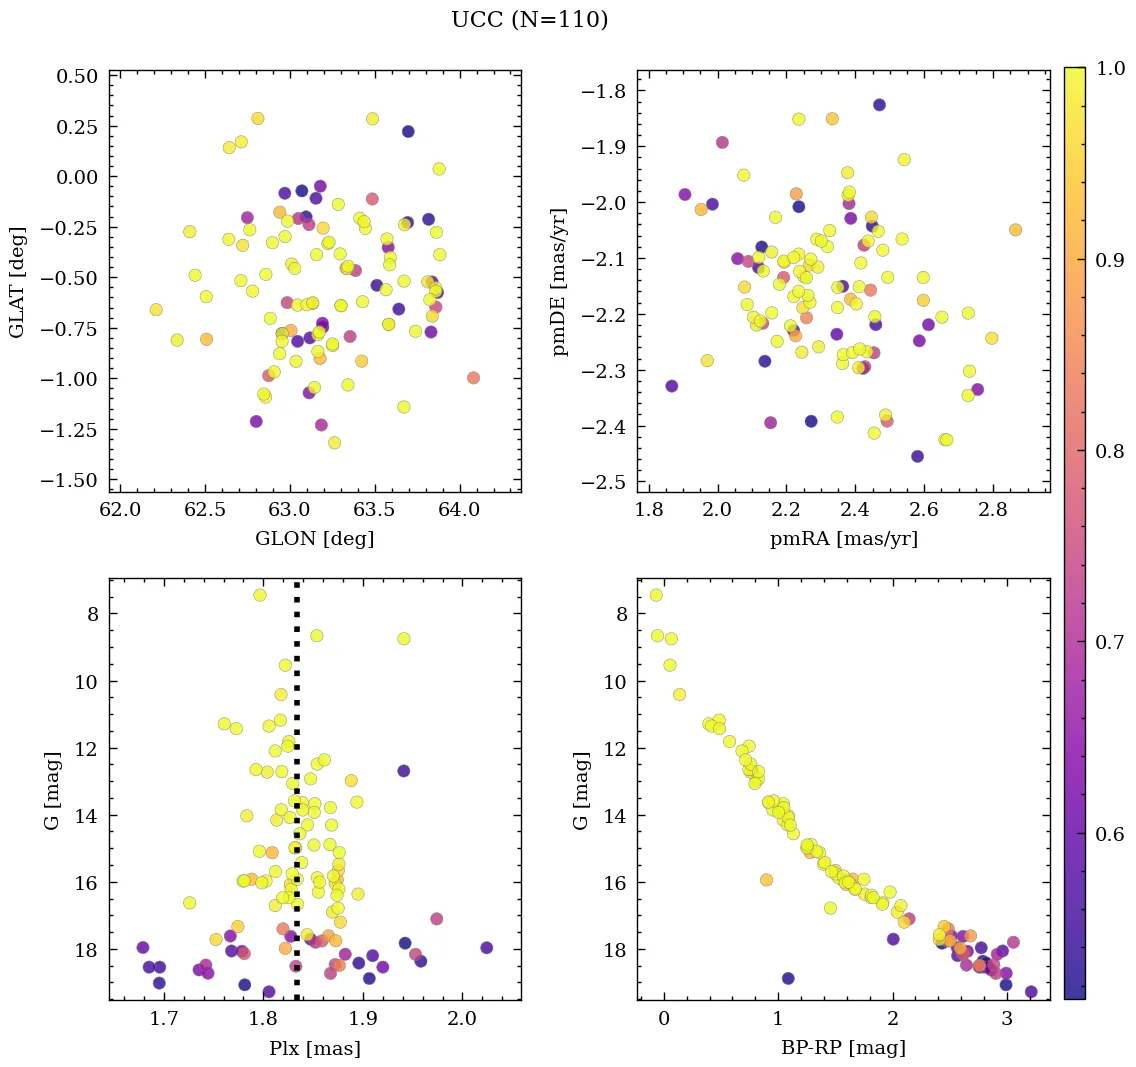 UCC (N=110)
0.50
0.25
0.00
−0.25
−0.50
−0.75
−1.00
−1.25
−1.50
GLAT [deg]
62.0 62.5 63.0 63.5 64.0
GLON [deg]
−1.8
−1.9
−2.0
−2.1
−2.2
−2.3
−2.4
−2.5
pmDE [mas/yr]
1.8 2.0 2.2 2.4 2.6 2.8
pmRA [mas/yr]
8
10
12
14
16
18
G [mag]
1.7 1.8 1.9 2.0
Plx [mas]
8
10
12
14
16
18
G [mag]
0 1 2 3
BP-RP [mag]
1.0
0.9
0.8
0.7
0.6